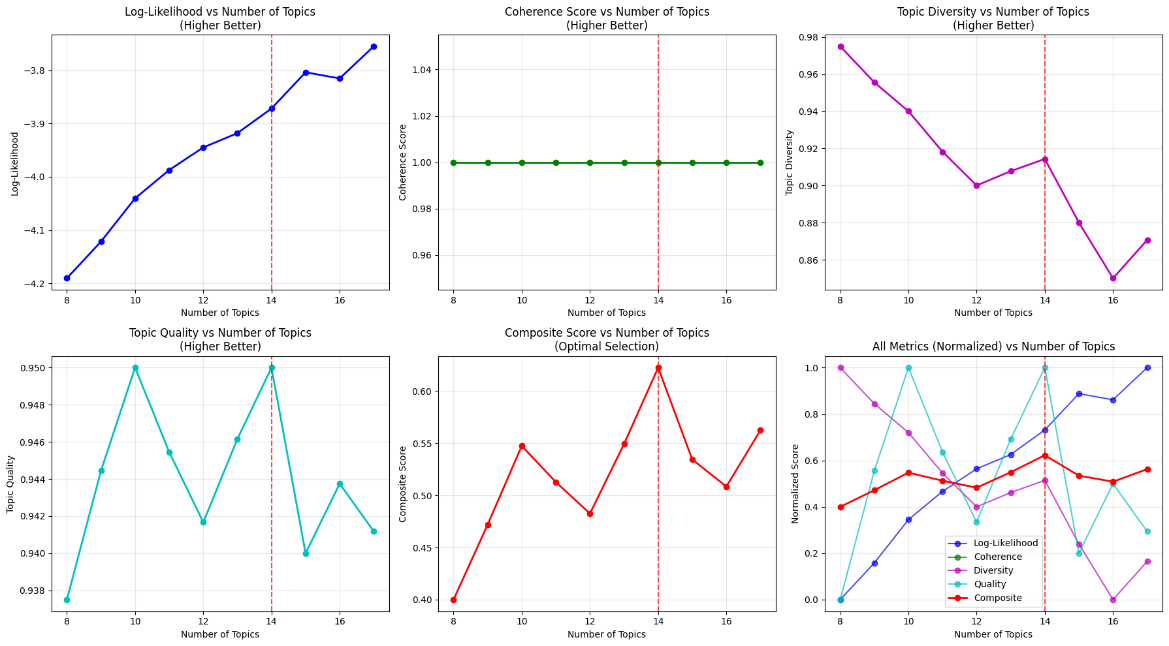 Log-Likelihood vs Number of Topics
(Higher Better)
Log-Likelihood
−3.8
−3.9
−4.0
−4.1
−4.2
8 10 12 14 16
Number of Topics
Coherence Score vs Number of Topics
(Higher Better)
Coherence Score
1.04
1.02
1.00
0.98
0.96
8 10 12 14 16
Number of Topics
Topic Diversity vs Number of Topics
(Higher Better)
Topic Diversity
0.98
0.96
0.94
0.92
0.90
0.88
0.86
8 10 12 14 16
Number of Topics
Topic Quality vs Number of Topics
(Higher Better)
Topic Quality
0.950
0.948
0.946
0.944
0.942
0.940
0.938
8 10 12 14 16
Number of Topics
Composite Score vs Number of Topics
(Optimal Selection)
Composite Score
0.60
0.55
0.50
0.45
0.40
8 10 12 14 16
Number of Topics
All Metrics (Normalized) vs Number of Topics
Normalized Score
1.0
0.8
0.6
0.4
0.2
0.0
Log-Likelihood
Coherence
Diversity
Quality
Composite
8 10 12 14 16
Number of Topics